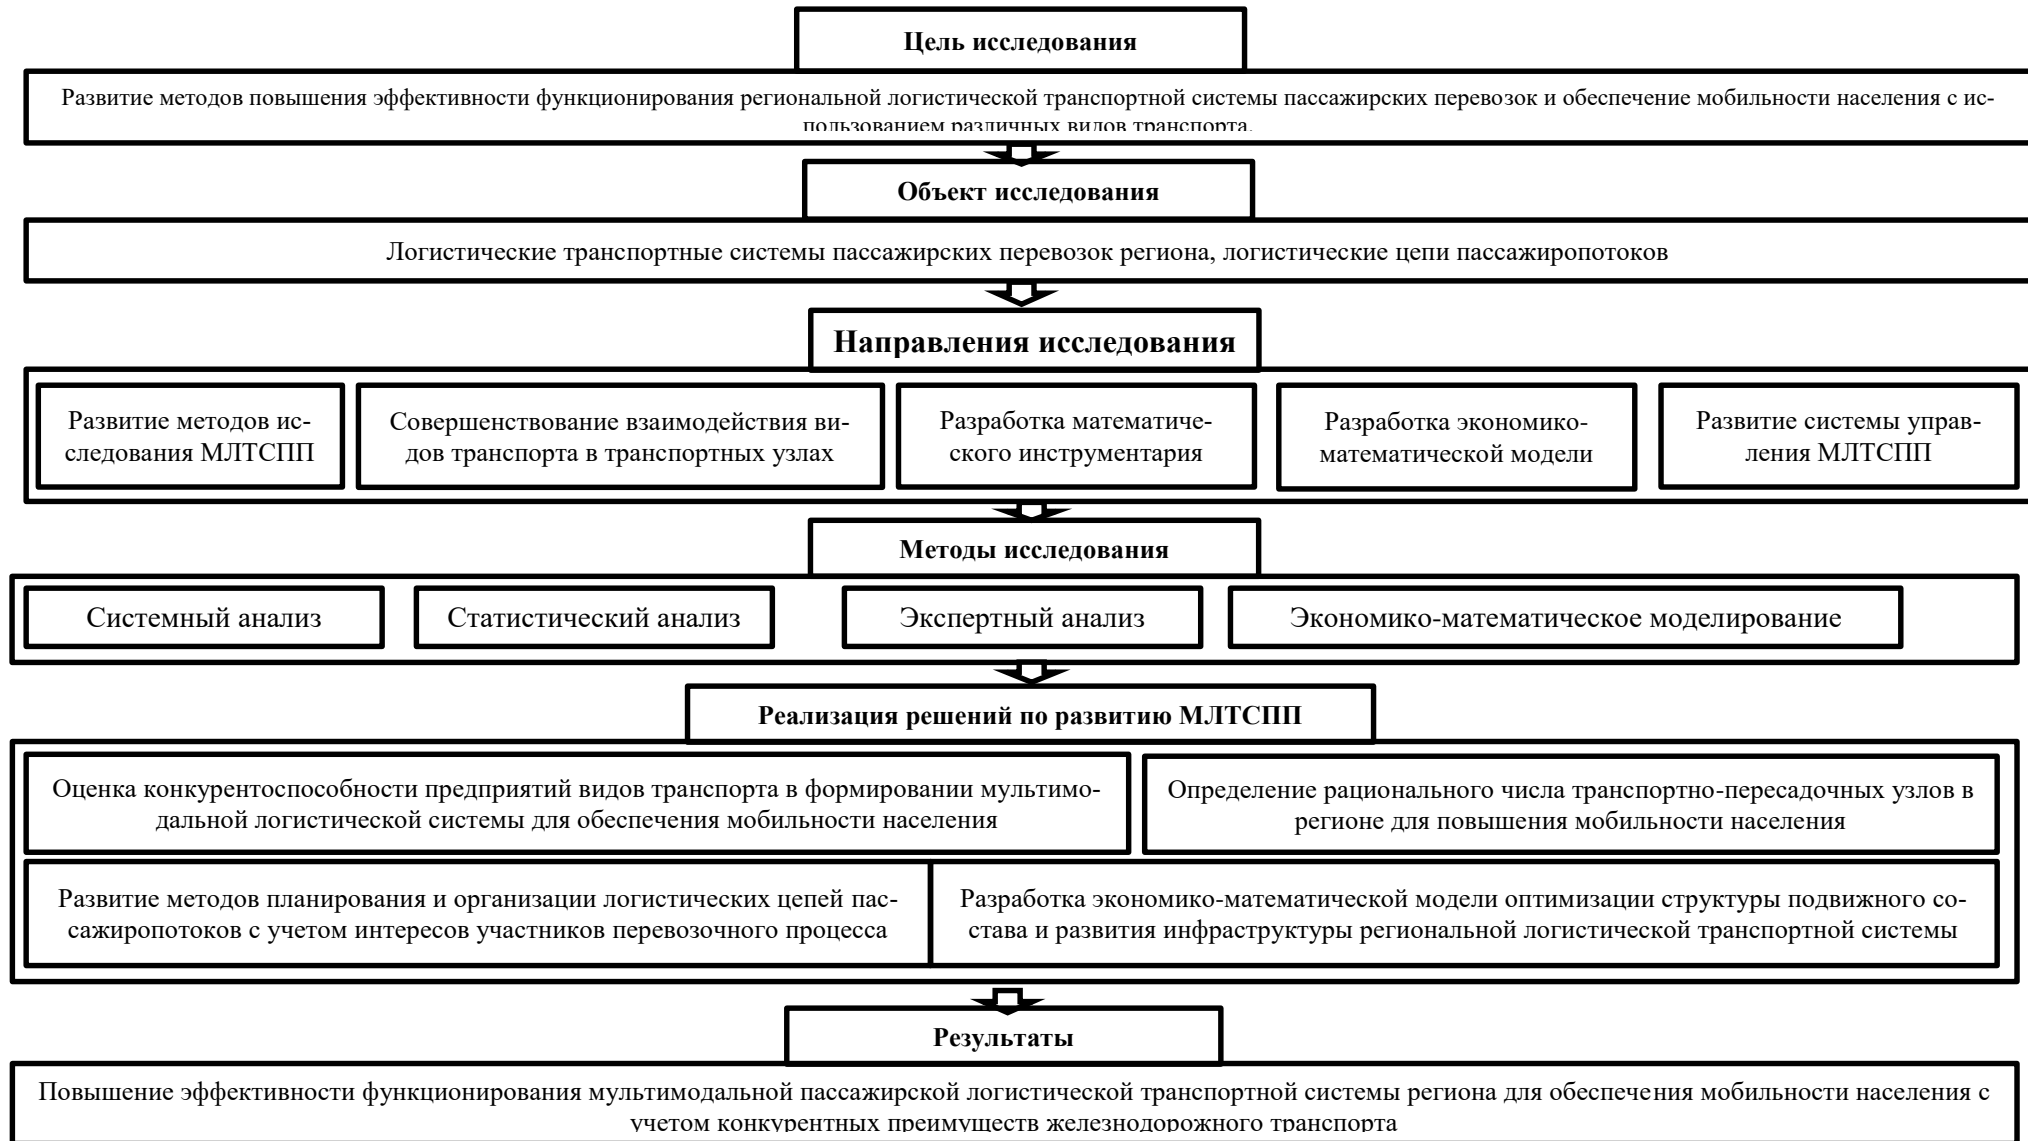 Цель исследования
Развитие методов повышения эффективности функционирования региональной логистической транспортной системы пассажирских перевозок и обеспечение мобильности населения с ис-
пользованием различных видов транспорта.
Объект исследования
Логистические транспортные системы пассажирских перевозок региона, логистические цепи пассажиропотоков
Направления исследования
Развитие методов ис-
следования МЛТСПП
Совершенствование взаимодействия ви-
дов транспорта в транспортных узлах
Разработка математиче-
ского инструментария
Разработка экономико-
математической модели
Развитие системы управ-
ления МЛТСПП
Методы исследования
Системный анализ
Статистический анализ
Экспертный анализ
Экономико-математическое моделирование
Реализация решений по развитию МЛТСПП
Оценка конкурентоспособности предприятий видов транспорта в формировании мультимо-
дальной логистической системы для обеспечения мобильности населения
Определение рационального числа транспортно-пересадочных узлов в
регионе для повышения мобильности населения
Развитие методов планирования и организации логистических цепей пас-
сажиропотоков с учетом интересов участников перевозочного процесса
Разработка экономико-математической модели оптимизации структуры подвижного со-
става и развития инфраструктуры региональной логистической транспортной системы
Результаты
Повышение эффективности функционирования мультимодальной пассажирской логистической транспортной системы региона для обеспечения мобильности населения с
учетом конкурентных преимуществ железнодорожного транспорта